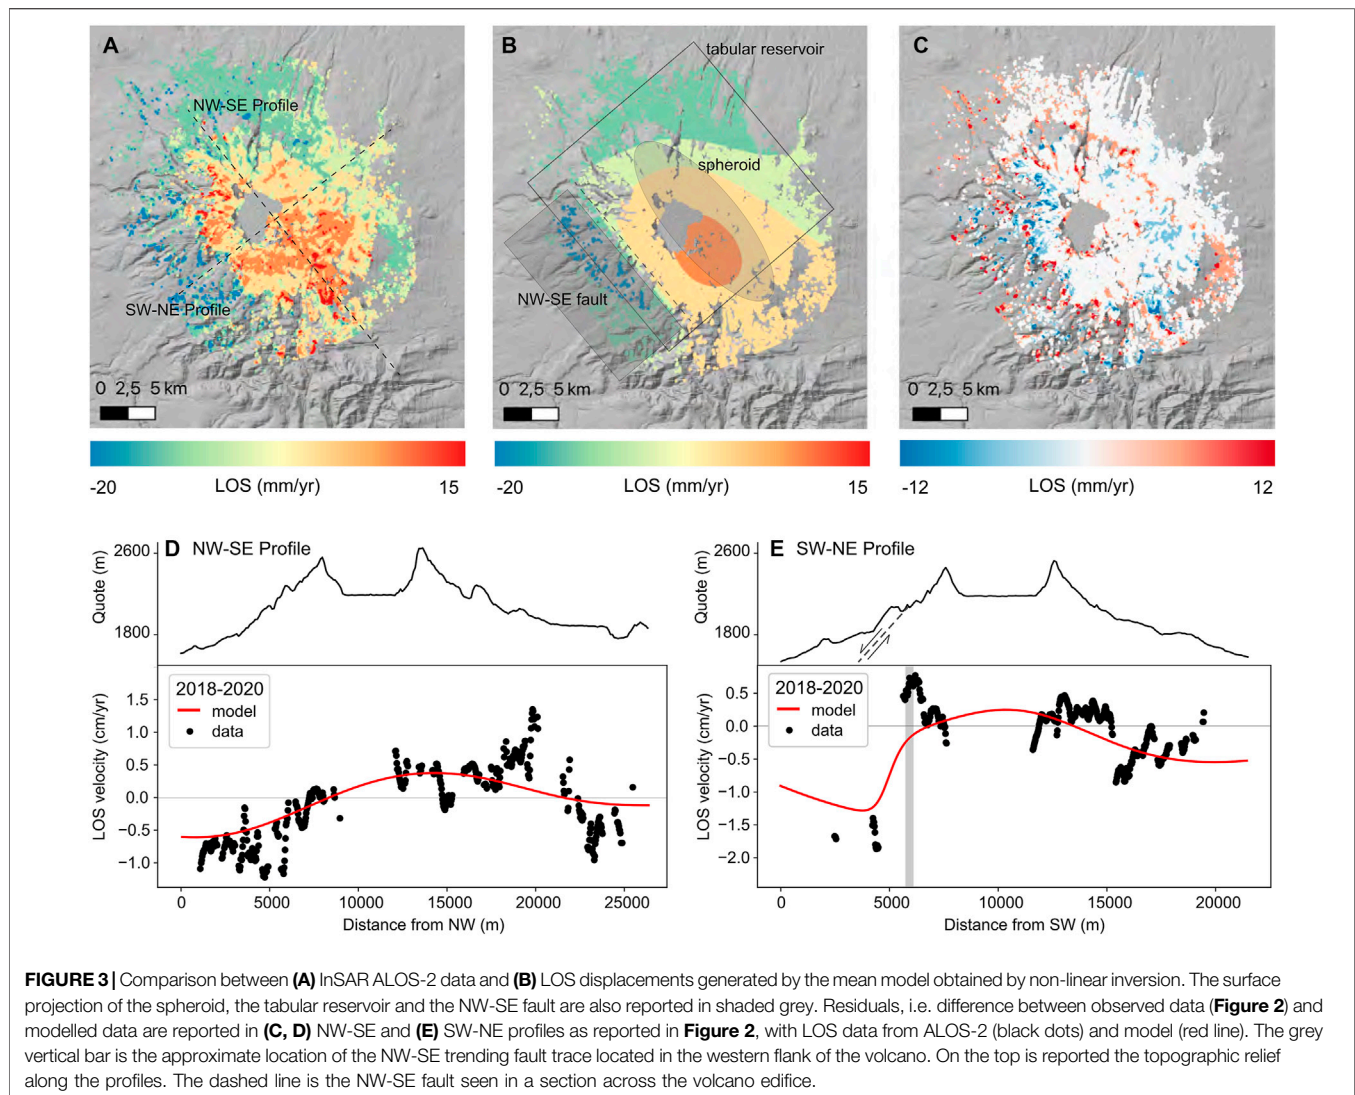 A
NW-SE Profile
SW-NE Profile
0 2,5 5 km
B
tabular reservoir
spheroid
NW-SE fault
0 2,5 5 km
C
0 2,5 5 km
-20 LOS (mm/yr) 15
-20 LOS (mm/yr) 15
-12 LOS (mm/yr) 12
D NW-SE Profile
2600
1800
Quote (m)
2018-2020
model
data
1.5
1.0
0.5
0.0
−0.5
−1.0
LOS velocity (cm/yr)
0 5000 10000 15000 20000 25000
Distance from NW (m)
E SW-NE Profile
2600
1800
Quote (m)
2018-2020
model
data
0.5
0.0
−0.5
−1.0
−1.5
−2.0
LOS velocity (cm/yr)
0 5000 10000 15000 20000
Distance from SW (m)
FIGURE 3 | Comparison between (A) InSAR ALOS-2 data and (B) LOS displacements generated by the mean model obtained by non-linear inversion. The surface
projection of the spheroid, the tabular reservoir and the NW-SE fault are also reported in shaded grey. Residuals, i.e. difference between observed data (Figure 2) and
modelled data are reported in (C, D) NW-SE and (E) SW-NE profiles as reported in Figure 2, with LOS data from ALOS-2 (black dots) and model (red line). The grey
vertical bar is the approximate location of the NW-SE trending fault trace located in the western flank of the volcano. On the top is reported the topographic relief
along the profiles. The dashed line is the NW-SE fault seen in a section across the volcano edifice.